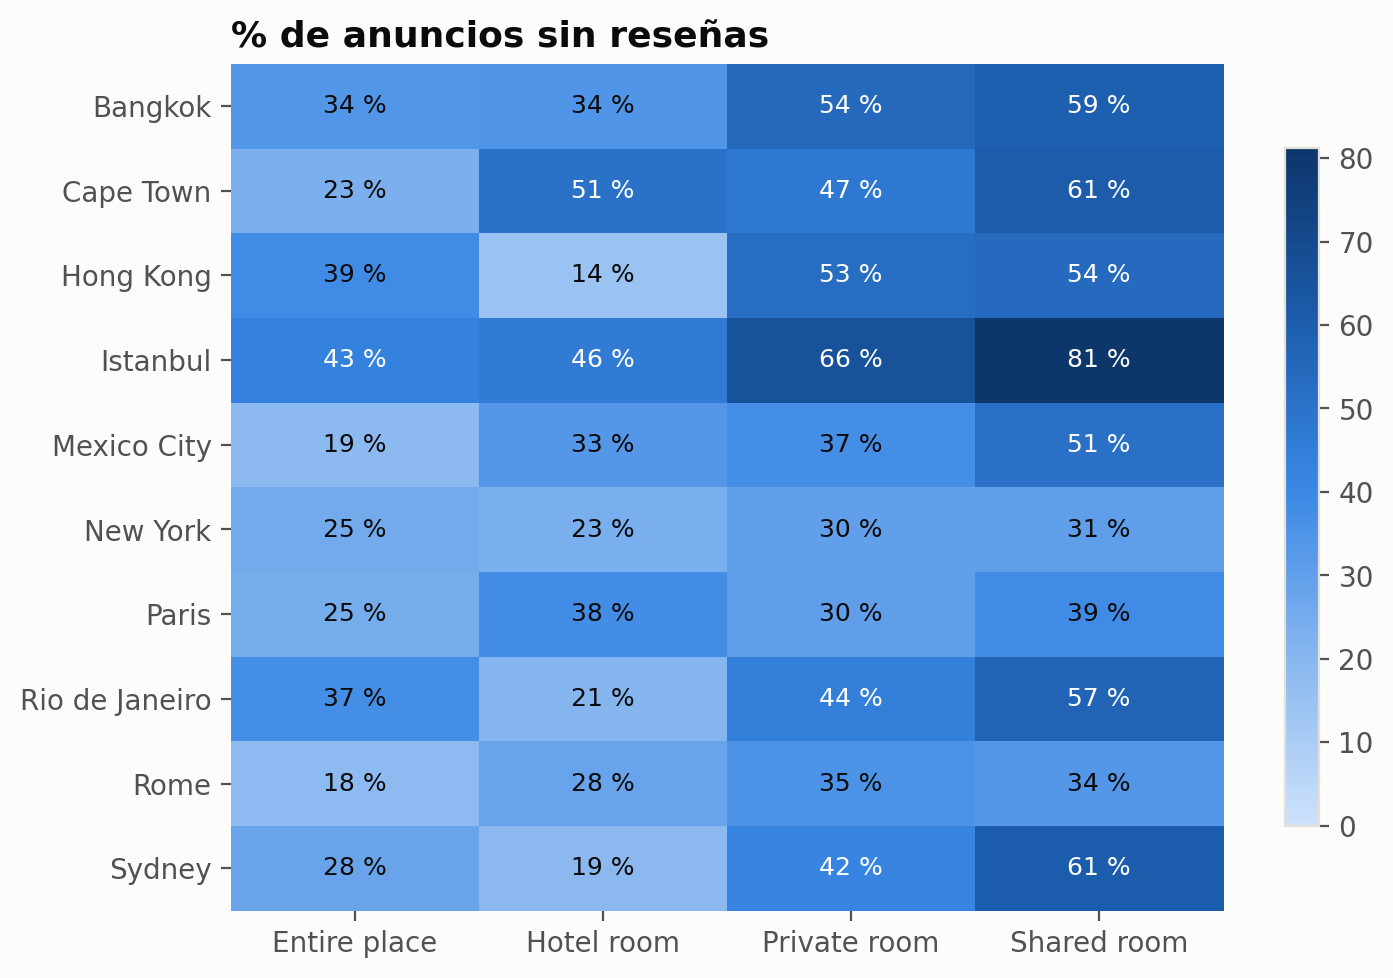 % de anuncios sin reseñas
Bangkok 34 % 34 % 54 % 59 %
Cape Town 23 % 51 % 47 % 61 %
Hong Kong 39 % 14 % 53 % 54 %
Istanbul 43 % 46 % 66 % 81 %
Mexico City 19 % 33 % 37 % 51 %
New York 25 % 23 % 30 % 31 %
Paris 25 % 38 % 30 % 39 %
Rio de Janeiro 37 % 21 % 44 % 57 %
Rome 18 % 28 % 35 % 34 %
Sydney 28 % 19 % 42 % 61 %
Entire place Hotel room Private room Shared room
80
70
60
50
40
30
20
10
0